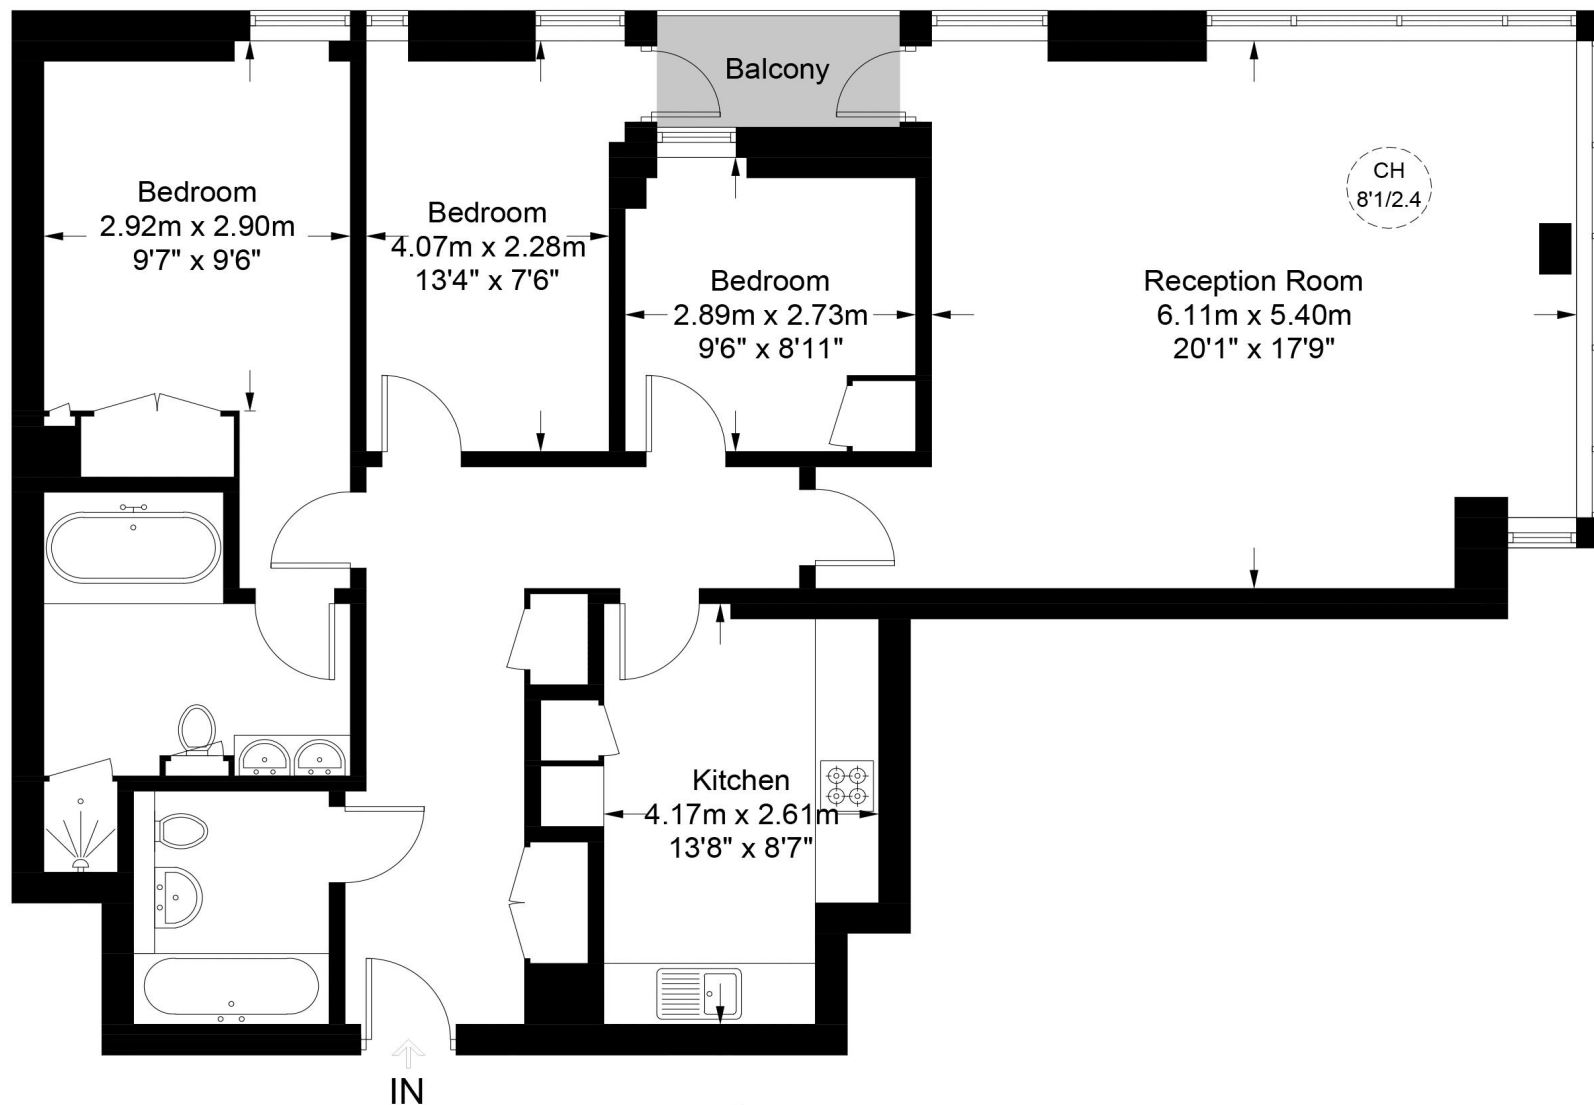 Balcony
Bedroom
2.92m x 2.90m
9'7" x 9'6"
Bedroom
4.07m x 2.28m
13'4" x 7'6"
Bedroom
2.89m x 2.73m
9'6" x 8'11"
CH
8'1/2.4
Reception Room
6.11m x 5.40m
20'1" x 17'9"
Kitchen
4.17m x 2.61m
13'8" x 8'7"
IN